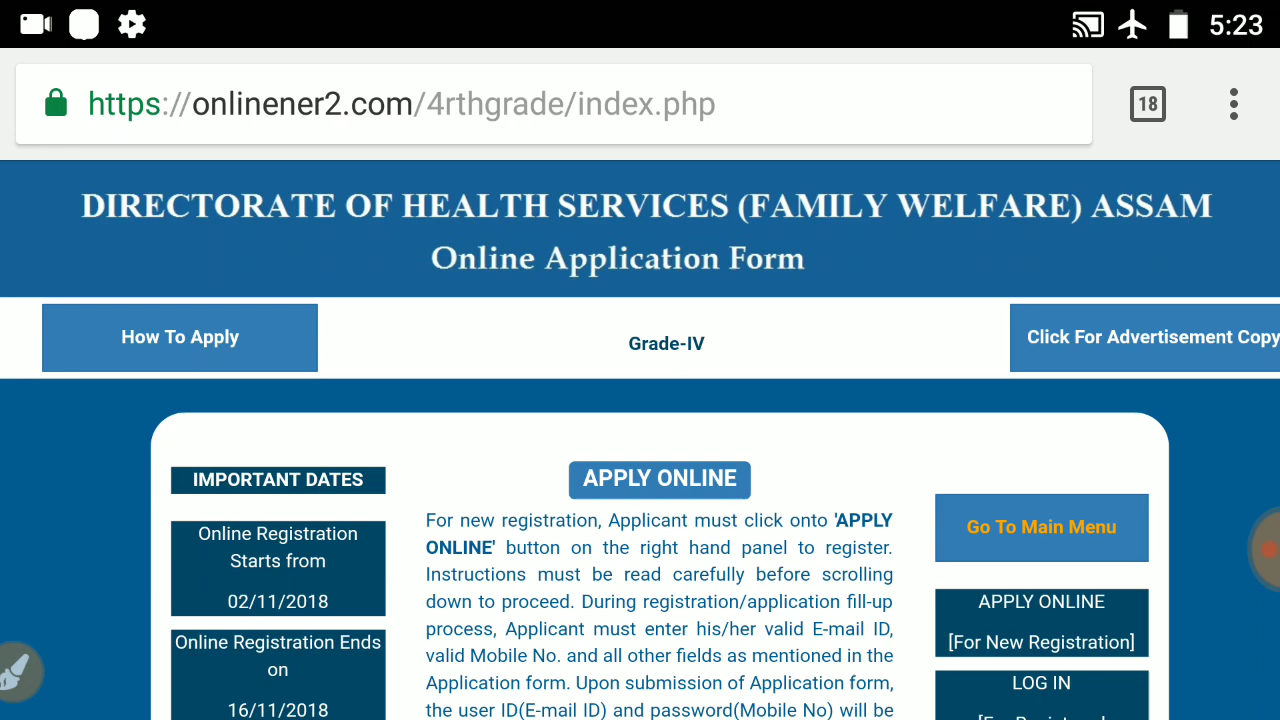 5:23
https://onlinener2.com/4rthgrade/index.php
18
DIRECTORATE OF HEALTH SERVICES (FAMILY WELFARE) ASSAM
Online Application Form
How To Apply
Grade-IV
Click For Advertisement Copy
IMPORTANT DATES
Online Registration
Starts from
02/11/2018
Online Registration Ends
on
16/11/2018
APPLY ONLINE
For new registration, Applicant must click onto 'APPLY
ONLINE' button on the right hand panel to register.
Instructions must be read carefully before scrolling
down to proceed. During registration/application fill-up
process, Applicant must enter his/her valid E-mail ID,
valid Mobile No. and all other fields as mentioned in the
Application form. Upon submission of Application form,
the user ID(E-mail ID) and password(Mobile No) will be
Go To Main Menu
APPLY ONLINE
[For New Registration]
LOG IN